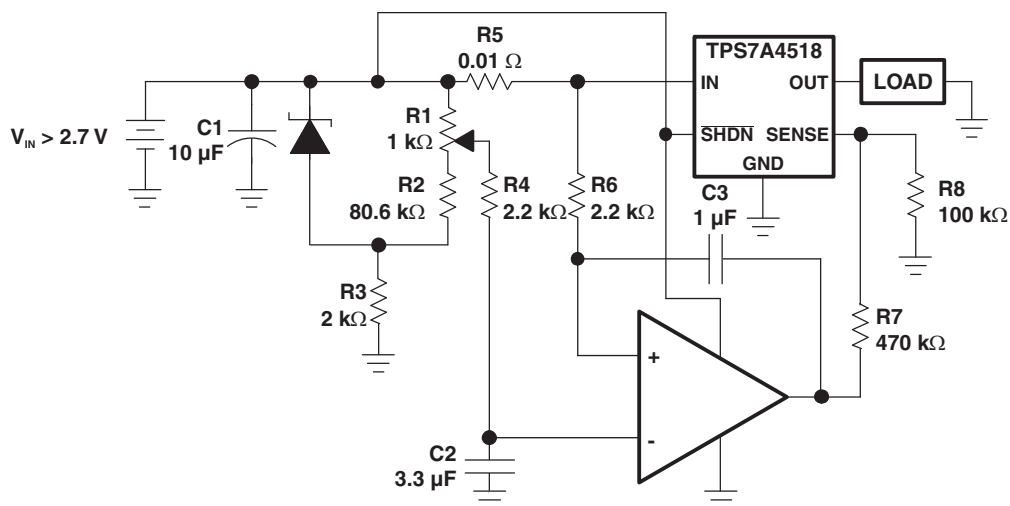 R5
0.01 Ω
TPS7A4518
IN
OUT
LOAD
SHDN
SENSE
GND
V_IN > 2.7 V
C1
10 µF
R1
1 kΩ
R2
80.6 kΩ
R4
2.2 kΩ
R6
2.2 kΩ
C3
1 µF
R8
100 kΩ
R3
2 kΩ
R7
470 kΩ
+
-
C2
3.3 µF